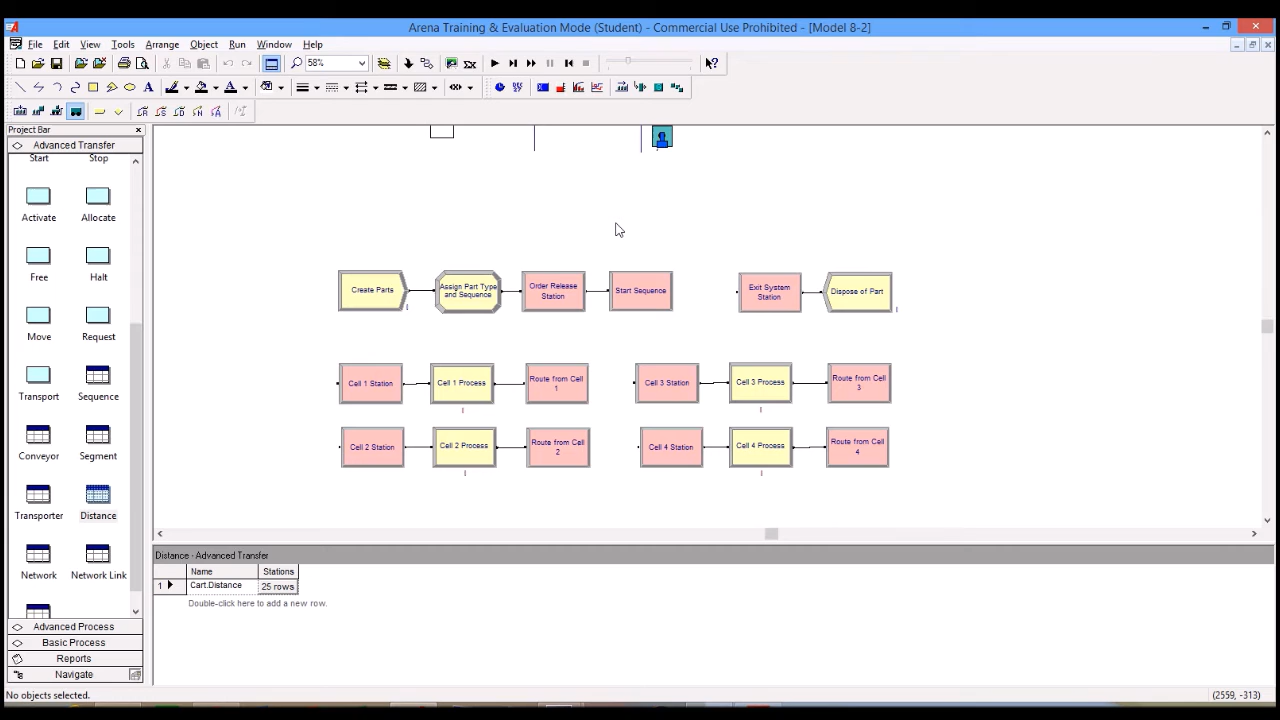 Arena Training & Evaluation Mode (Student) - Commercial Use Prohibited - [Model 8-2]
File Edit View Tools Arrange Object Run Window Help
58%
Project Bar
Advanced Transfer
Start Stop
Activate Allocate
Free Halt
Move Request
Transport Sequence
Conveyor Segment
Transporter Distance
Network Network Link
Advanced Process
Basic Process
Reports
Navigate
Create Parts
Assign Part Type and Sequence
Order Release Station
Start Sequence
Exit System Station
Dispose of Part
Cell 1 Station
Cell 1 Process
Route from Cell 1
Cell 3 Station
Cell 3 Process
Route from Cell 3
Cell 2 Station
Cell 2 Process
Route from Cell 2
Cell 4 Station
Cell 4 Process
Route from Cell 4
Distance - Advanced Transfer
Name Stations
1 Cart.Distance 25 rows
Double-click here to add a new row.
No objects selected.
(2559, -313)